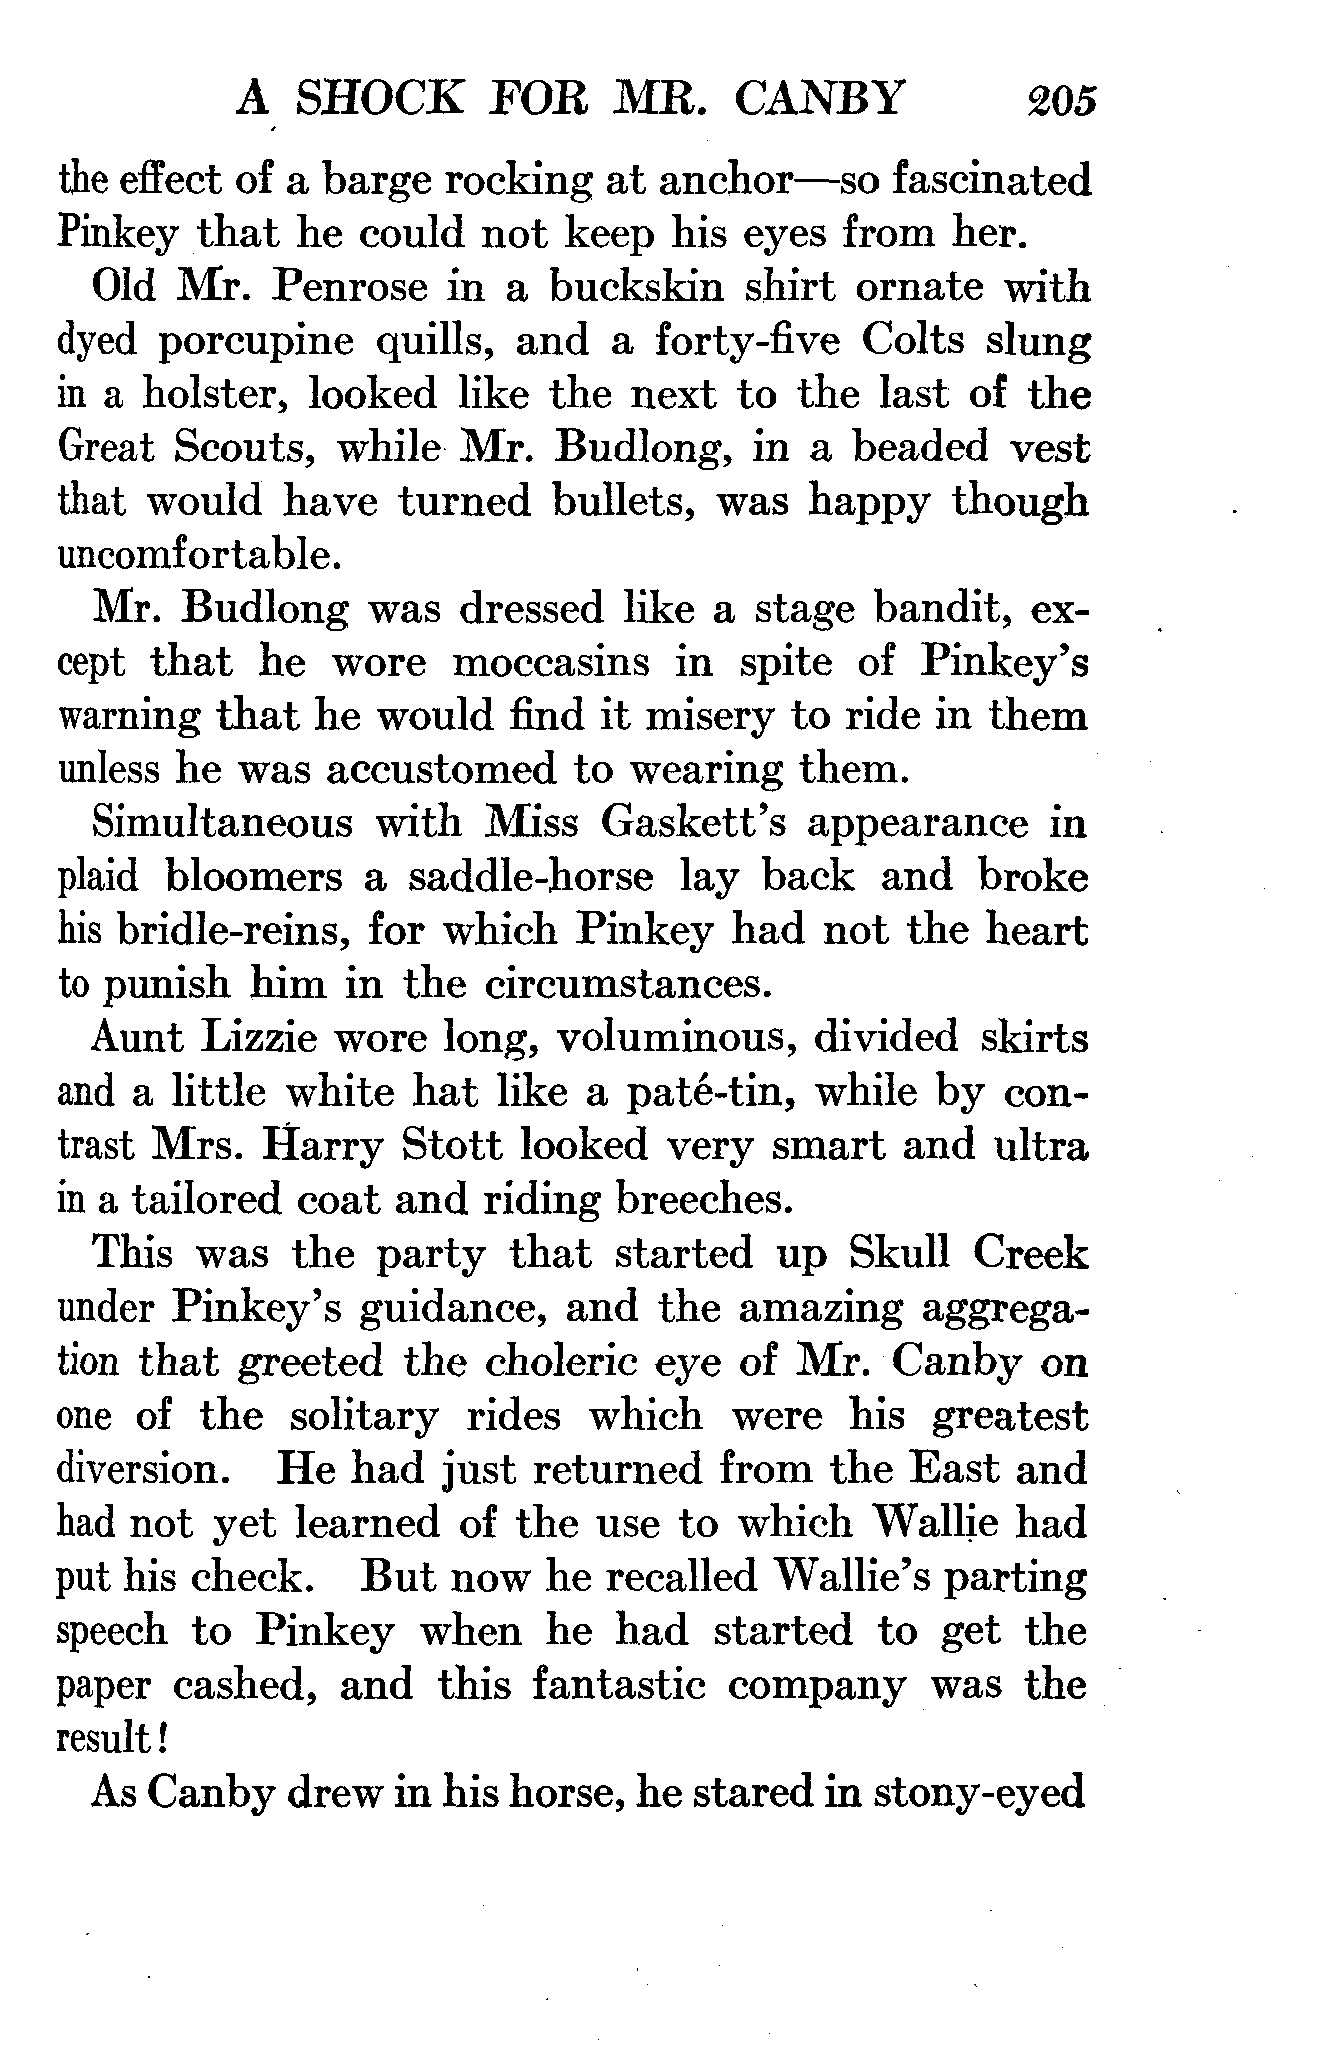 A SHOCK FOR MR. CANBY 205
the effect of a barge rocking at anchor—so fascinated
Pinkey that he could not keep his eyes from her.
Old Mr. Penrose in a buckskin shirt ornate with
dyed porcupine quills, and a forty-five Colts slung
in a holster, looked like the next to the last of the
Great Scouts, while Mr. Budlong, in a beaded vest
that would have turned bullets, was happy though
uncomfortable.
Mr. Budlong was dressed like a stage bandit, ex-
cept that he wore moccasins in spite of Pinkey's
warning that he would find it misery to ride in them
unless he was accustomed to wearing them.
Simultaneous with Miss Gaskett's appearance in
plaid bloomers a saddle-horse lay back and broke
his bridle-reins, for which Pinkey had not the heart
to punish him in the circumstances.
Aunt Lizzie wore long, voluminous, divided skirts
and a little white hat like a paté-tin, while by con-
trast Mrs. Harry Stott looked very smart and ultra
in a tailored coat and riding breeches.
This was the party that started up Skull Creek
under Pinkey's guidance, and the amazing aggrega-
tion that greeted the choleric eye of Mr. Canby on
one of the solitary rides which were his greatest
diversion. He had just returned from the East and
had not yet learned of the use to which Wallie had
put his check. But now he recalled Wallie's parting
speech to Pinkey when he had started to get the
paper cashed, and this fantastic company was the
result!
As Canby drew in his horse, he stared in stony-eyed